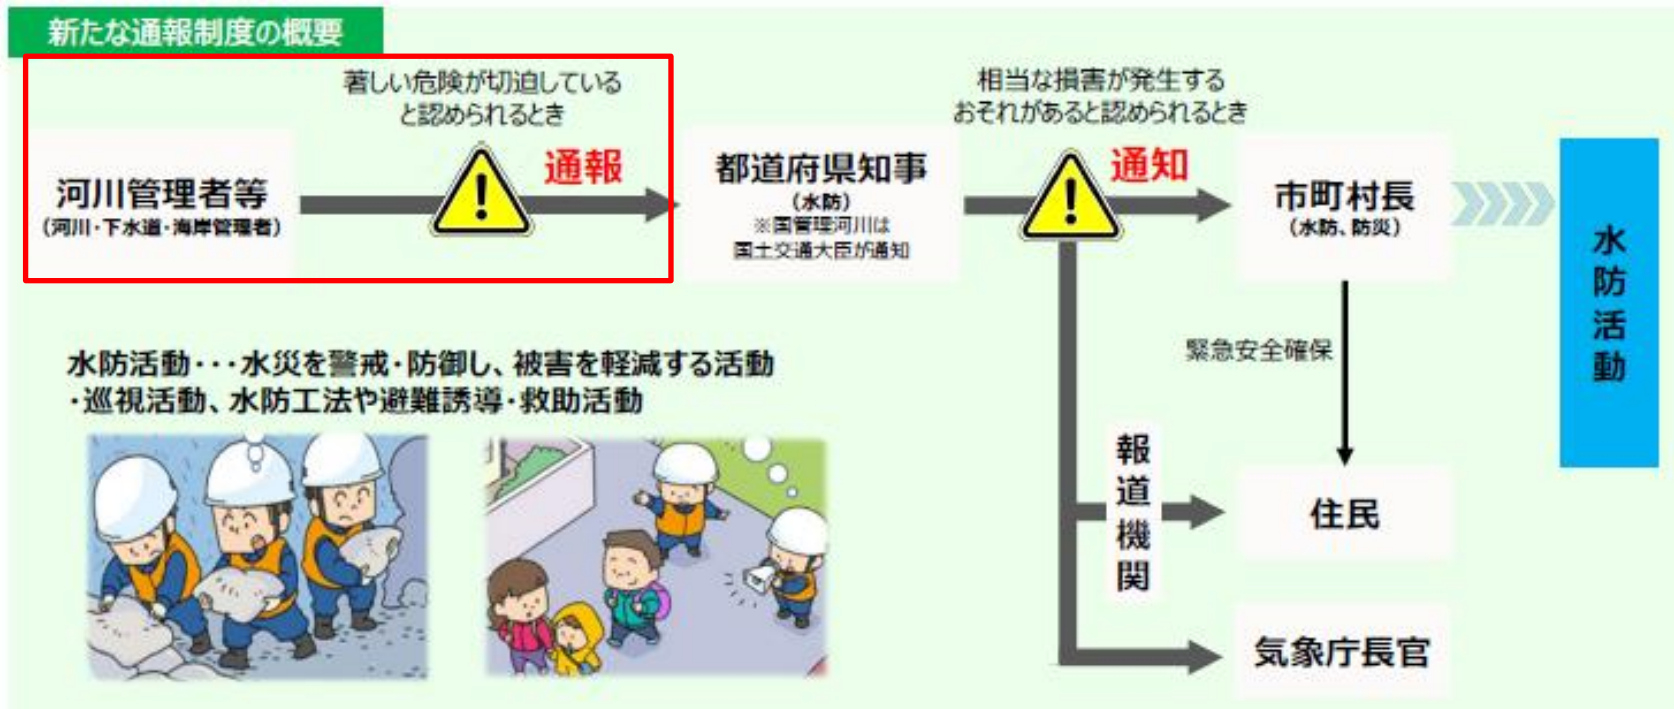 新たな通報制度の概要
著しい危険が切迫している
と認められるとき
通報
河川管理者等
(河川・下水道・海岸管理者)
都道府県知事
(水防)
※国管理河川は
国土交通大臣が通知
相当な損害が発生する
おそれがあると認められるとき
通知
市町村長
(水防、防災)
水防活動
緊急安全確保
報道機関
住民
気象庁長官
水防活動・・・水災を警戒・防御し、被害を軽減する活動
・巡視活動、水防工法や避難誘導・救助活動